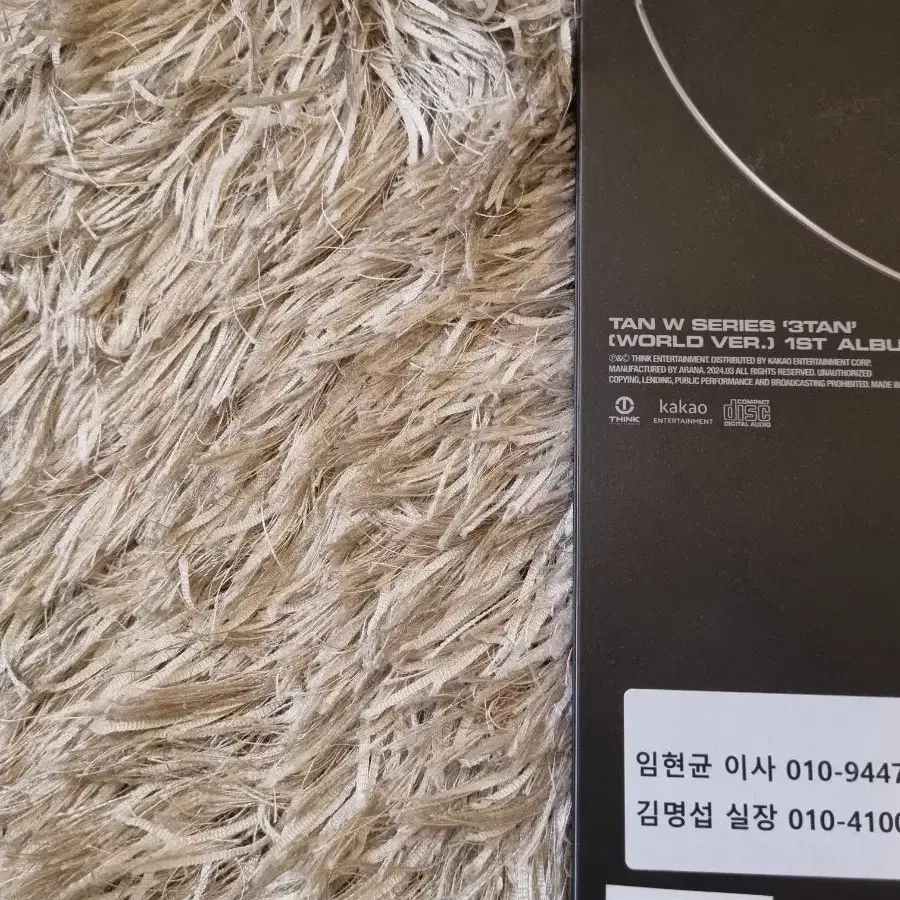 TAN W SERIES '3TAN'
(WORLD VER.) 1ST ALBU
℗&© THINK ENTERTAINMENT. DISTRIBUTED BY KAKAO ENTERTAINMENT CORP.
MANUFACTURED BY ARANA. 2024.03 ALL RIGHTS RESERVED. UNAUTHORIZED
COPYING, LENDING, PUBLIC PERFORMANCE AND BROADCASTING PROHIBITED. MADE IN
THINK
kakao
ENTERTAINMENT
COMPACT
disc
DIGITAL AUDIO
임현균 이사 010-9447
김명섭 실장 010-4100